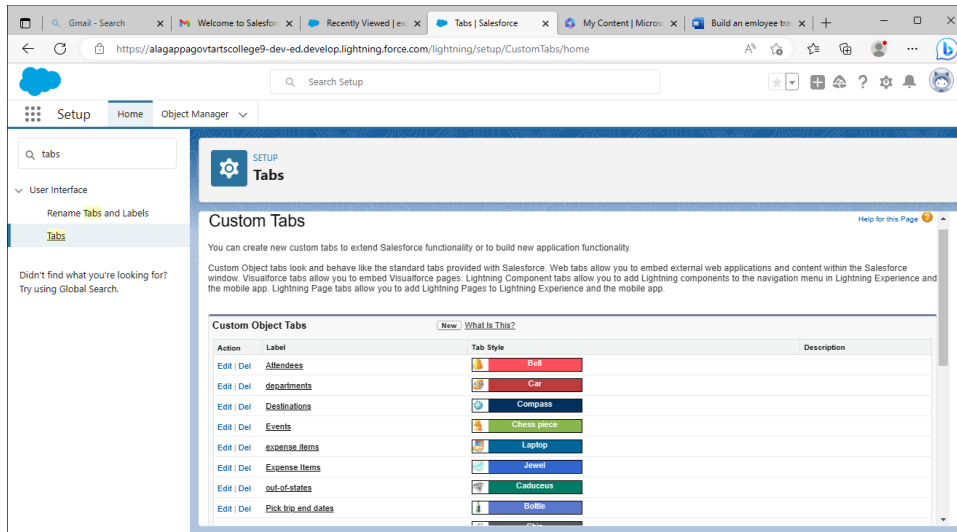 Gmail - Search
Welcome to Salesforc
Recently Viewed | exp
Tabs | Salesforce
My Content | Microso
Build an emloyee tra
https://alagappagovtartscollege9-dev-ed.develop.lightning.force.com/lightning/setup/CustomTabs/home
Search Setup
Setup
Home
Object Manager
tabs
User Interface
Rename Tabs and Labels
Tabs
Didn't find what you're looking for?
Try using Global Search.
SETUP
Tabs
Custom Tabs
Help for this Page
You can create new custom tabs to extend Salesforce functionality or to build new application functionality.
Custom Object tabs look and behave like the standard tabs provided with Salesforce. Web tabs allow you to embed external web applications and content within the Salesforce
window. Visualforce tabs allow you to embed Visualforce pages. Lightning Component tabs allow you to add Lightning components to the navigation menu in Lightning Experience and
the mobile app. Lightning Page tabs allow you to add Lightning Pages to Lightning Experience and the mobile app.
Custom Object Tabs New What Is This?
Action Label Tab Style Description
Edit | Del Attendees Bell
Edit | Del departments Car
Edit | Del Destinations Compass
Edit | Del Events Chess piece
Edit | Del expense items Laptop
Edit | Del Expense Items Jewel
Edit | Del out-of-states Caduceus
Edit | Del Pick trip end dates Bottle